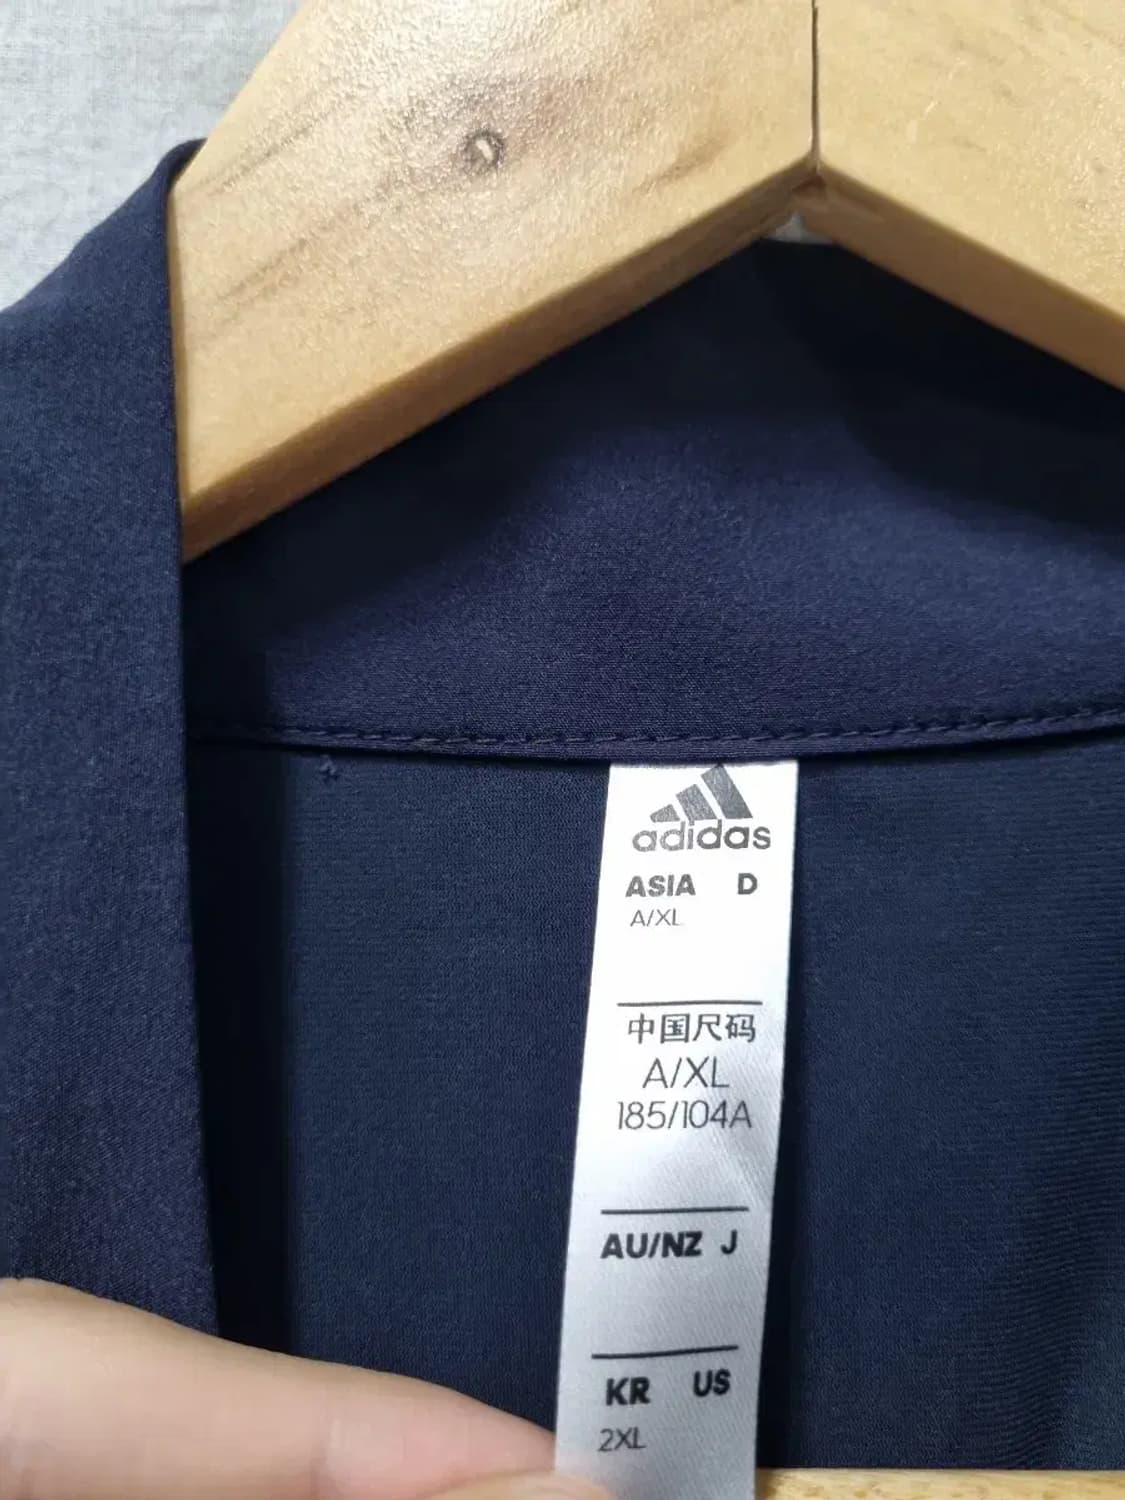 adidas
ASIA D
A/XL
中国尺码
A/XL
185/104A
AU/NZ J
KR US
2XL